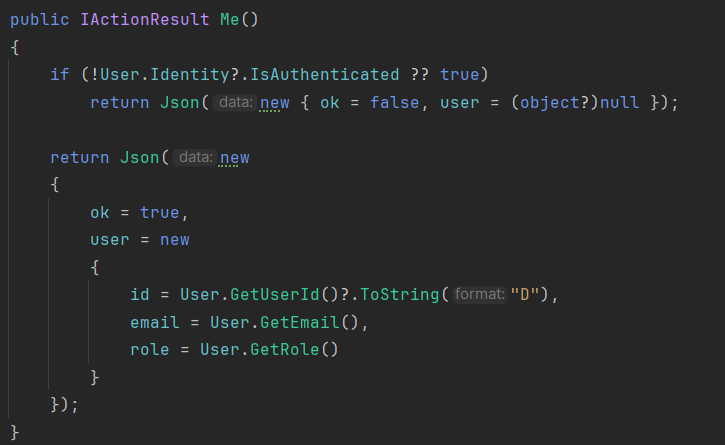 public IActionResult Me()
{
if (!User.Identity?.IsAuthenticated ?? true)
return Json( data: new { ok = false, user = (object?)null });
return Json( data: new
{
ok = true,
user = new
{
id = User.GetUserId()?.ToString( format: "D"),
email = User.GetEmail(),
role = User.GetRole()
}
});
}